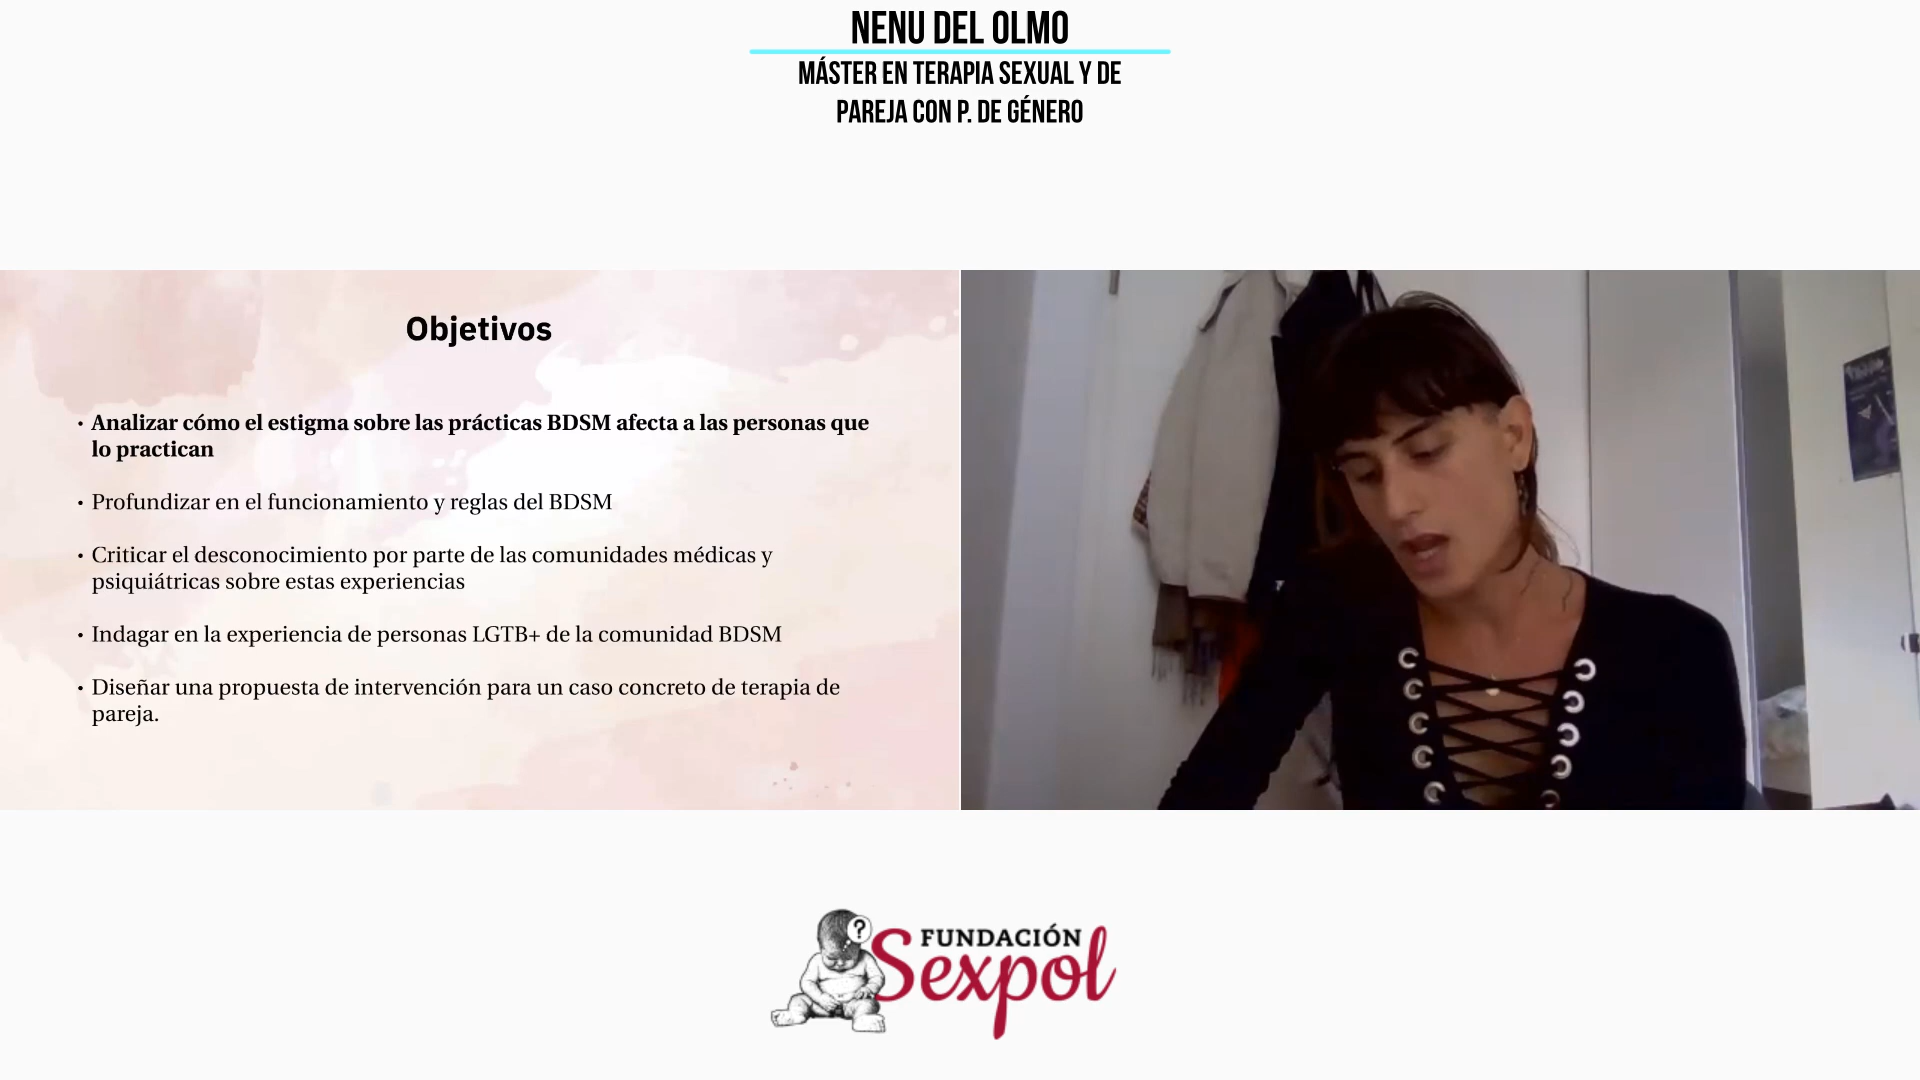 NENU DEL OLMO
MÁSTER EN TERAPIA SEXUAL Y DE
PAREJA CON P. DE GÉNERO
Objetivos
• Analizar cómo el estigma sobre las prácticas BDSM afecta a las personas que
lo practican
• Profundizar en el funcionamiento y reglas del BDSM
• Criticar el desconocimiento por parte de las comunidades médicas y
psiquiátricas sobre estas experiencias
• Indagar en la experiencia de personas LGTB+ de la comunidad BDSM
• Diseñar una propuesta de intervención para un caso concreto de terapia de
pareja.
?
FUNDACIÓN
Sexpol